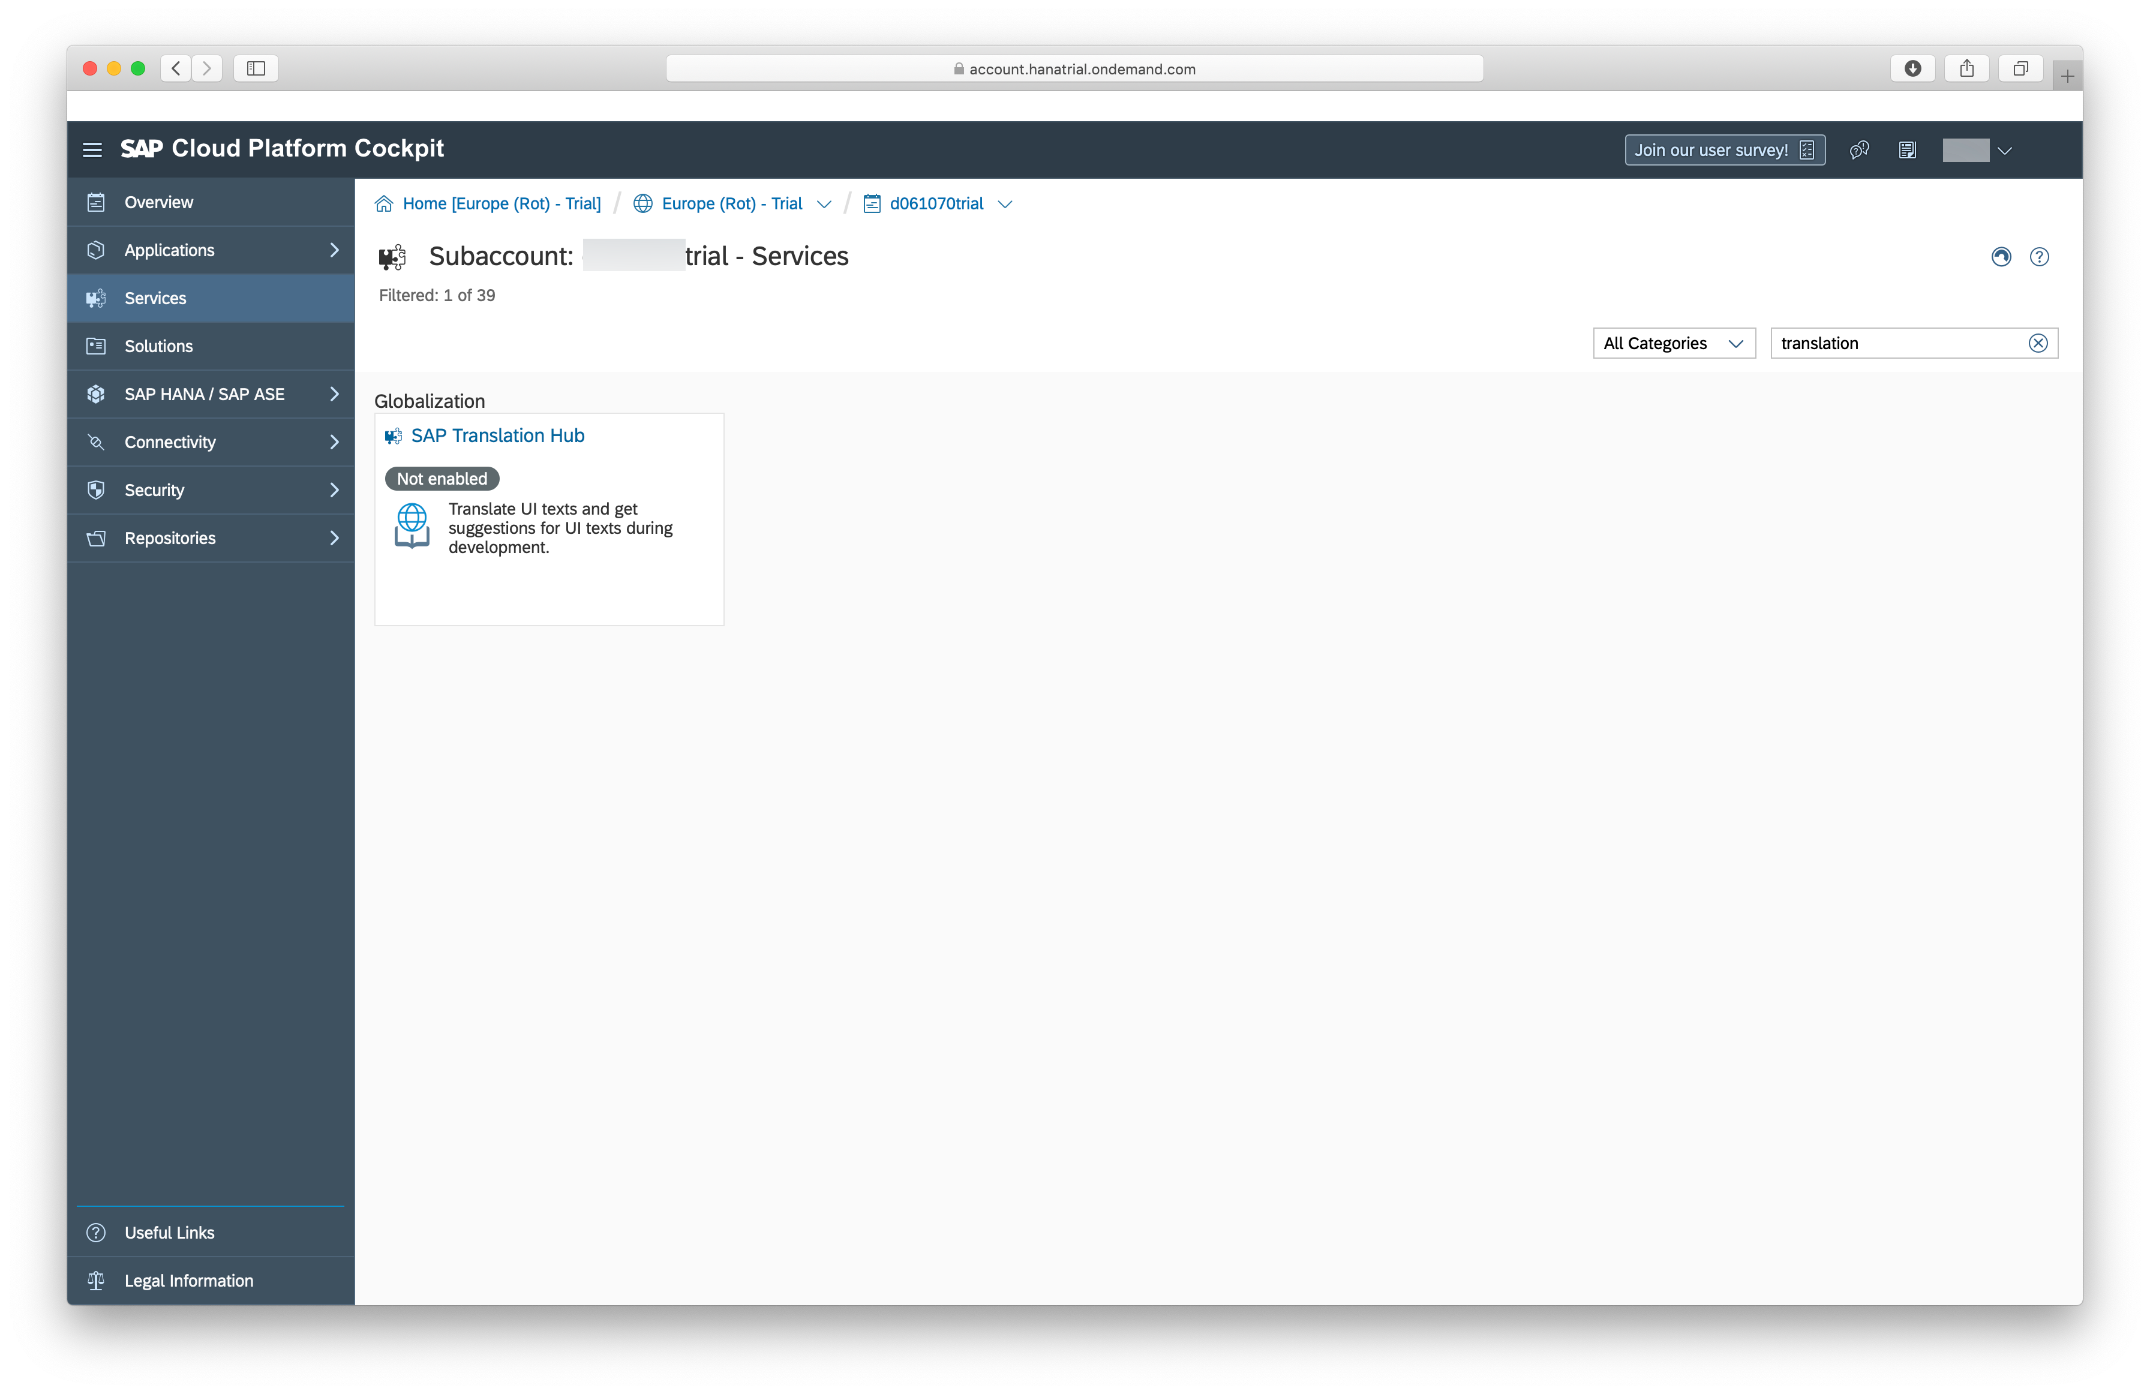 account.hanatrial.ondemand.com
SAP Cloud Platform Cockpit
Join our user survey!
Overview
Applications
Services
Solutions
SAP HANA / SAP ASE
Connectivity
Security
Repositories
Useful Links
Legal Information
Home [Europe (Rot) - Trial] / Europe (Rot) - Trial / d061070trial
Subaccount: trial - Services
Filtered: 1 of 39
All Categories
translation
Globalization
SAP Translation Hub
Not enabled
Translate UI texts and get
suggestions for UI texts during
development.